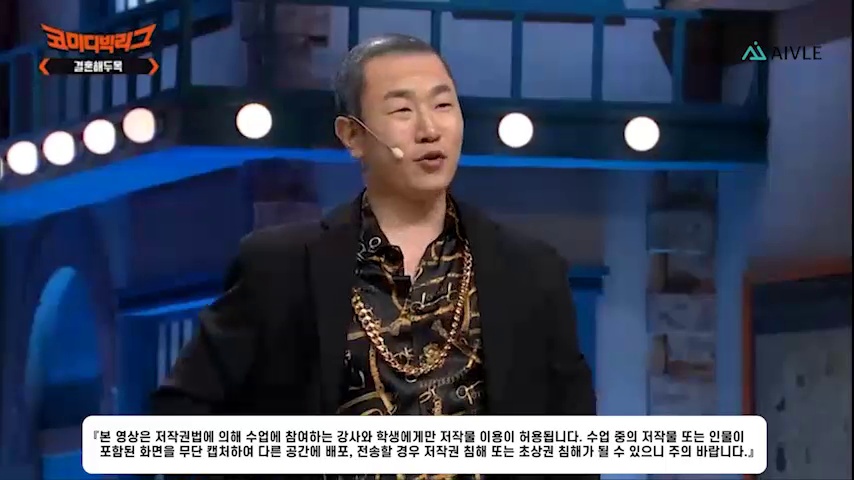 코미디빅리그
결혼해두목
AIVLE
『본 영상은 저작권법에 의해 수업에 참여하는 강사와 학생에게만 저작물 이용이 허용됩니다. 수업 중의 저작물 또는 인물이
포함된 화면을 무단 캡처하여 다른 공간에 배포, 전송할 경우 저작권 침해 또는 초상권 침해가 될 수 있으니 주의 바랍니다.』